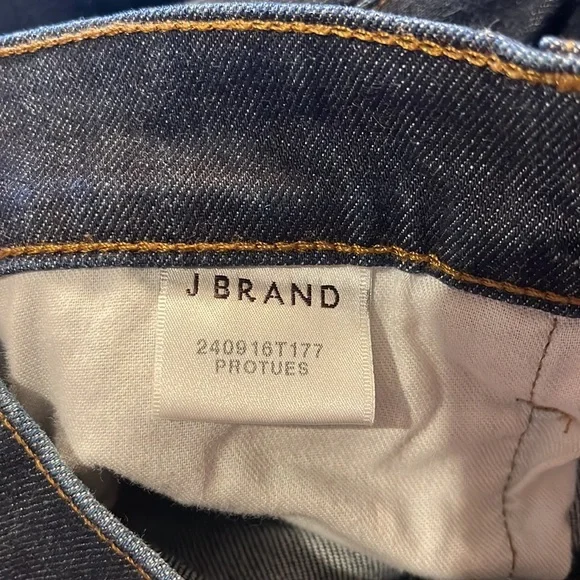 J BRAND
240916T177
PROTUES